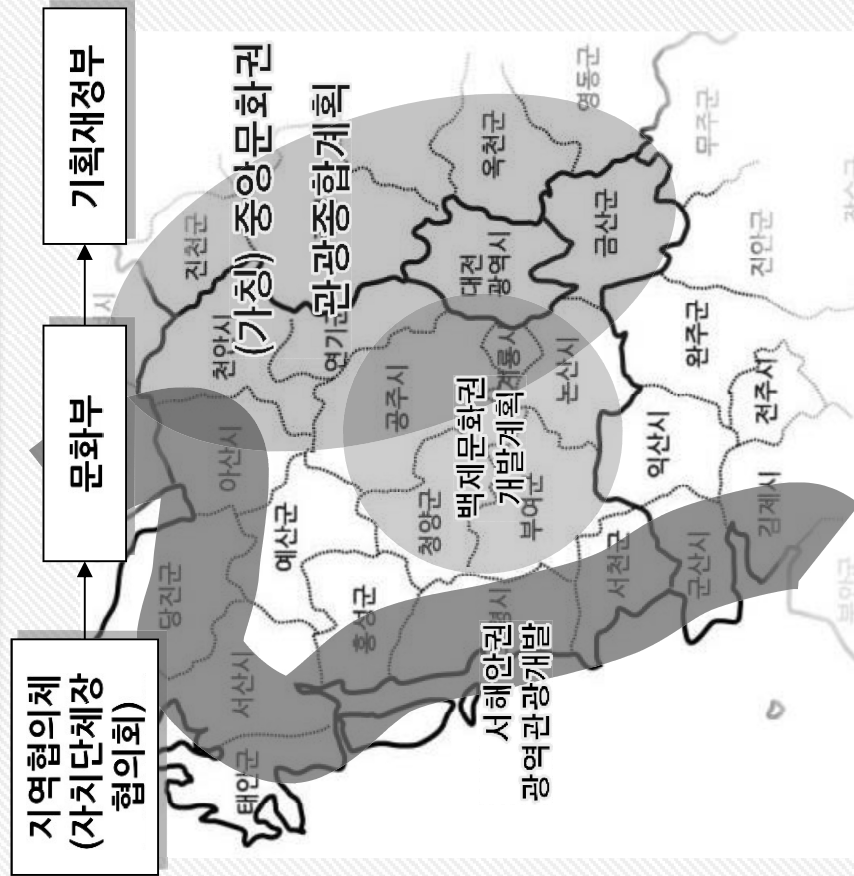 지역협의체
(자치단체장
협의회)
문화부
기획재정부
(가칭) 중앙문화권
관광종합계획
백제문화권
개발계획
서해안권
광역관광개발
진천군
천안시
연기군
아산시
당진군
서산시
태안군
예산군
홍성군
청양군
공주시
계룡시
부여군
논산시
서천군
대전
광역시
금산군
옥천군
영동군
무주군
진안군
완주군
익산시
전주시
군산시
김제시
부안군